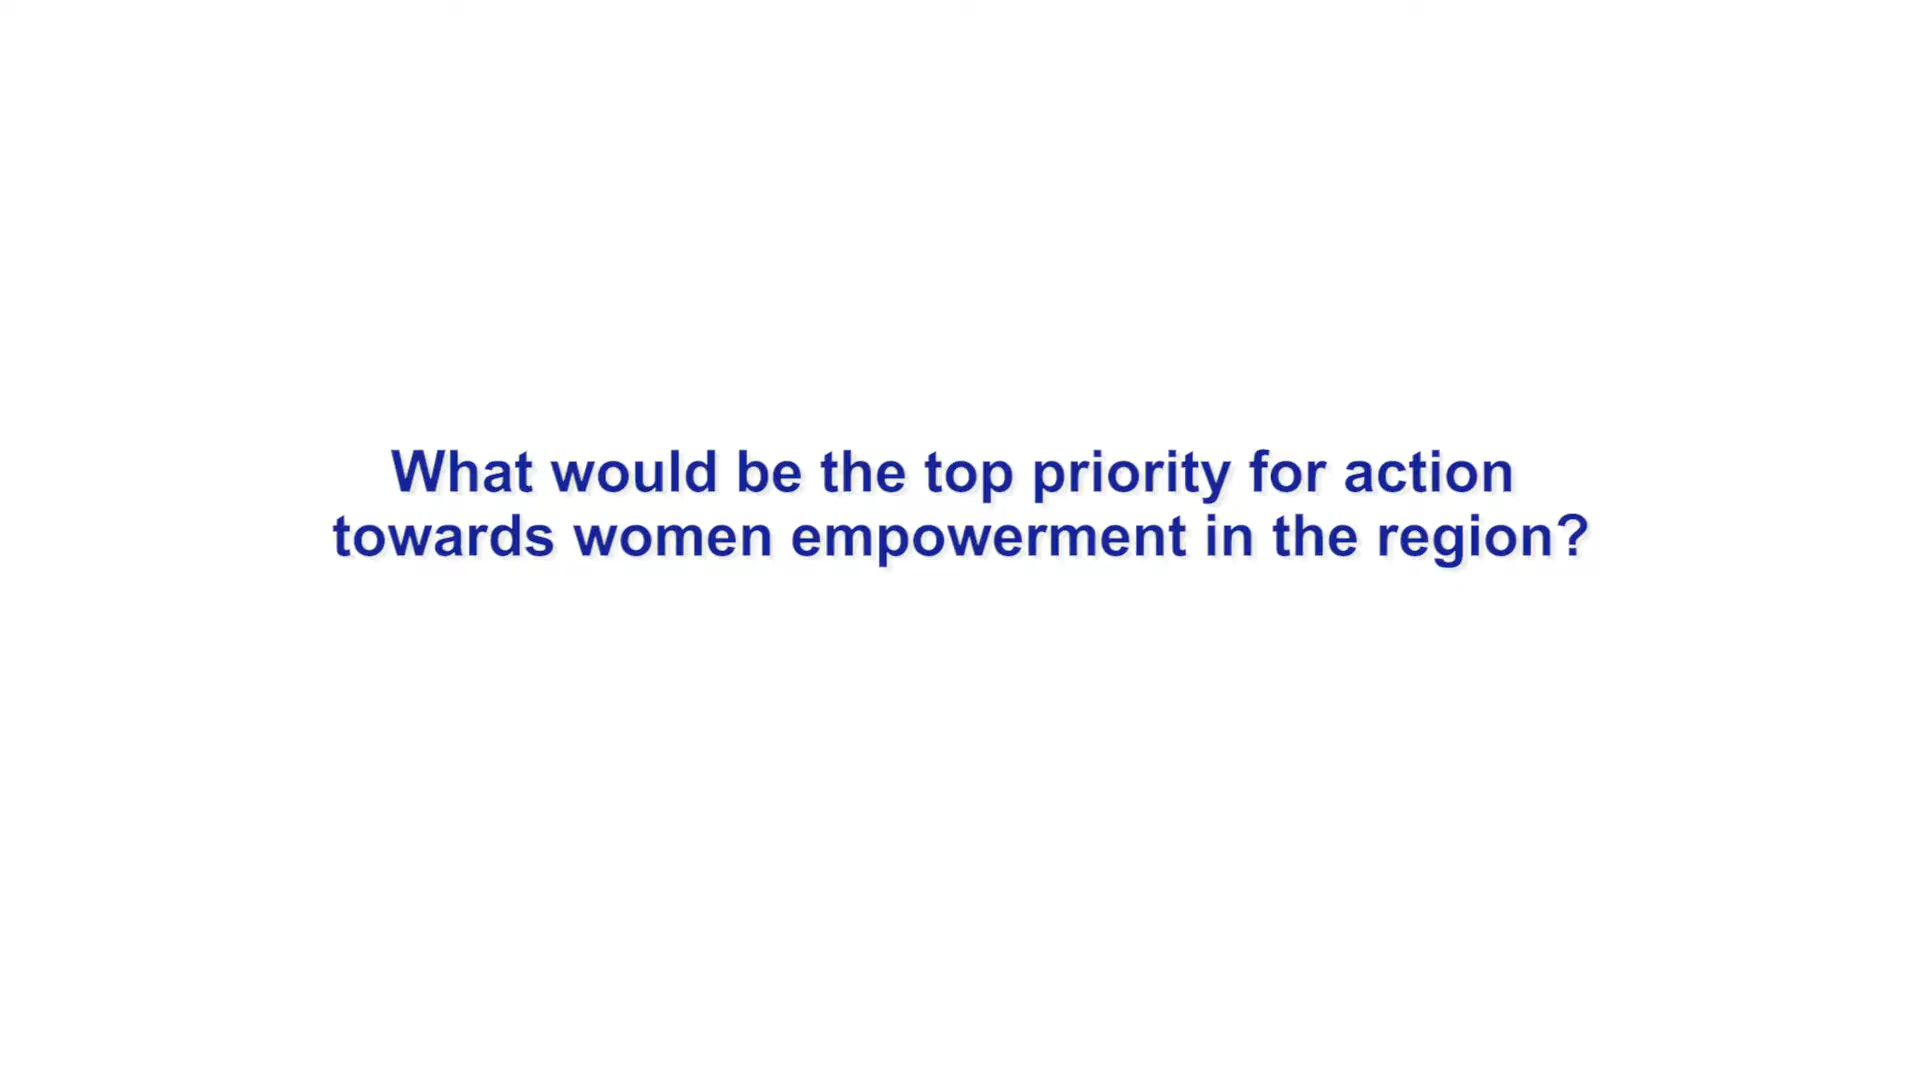 What would be the top priority for action
towards women empowerment in the region?